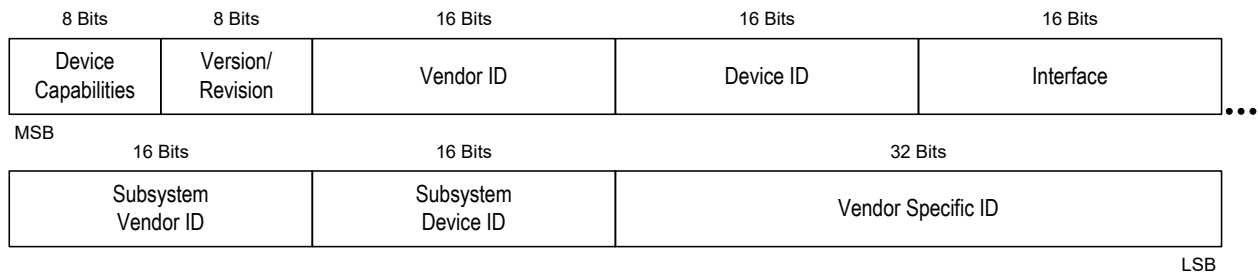 8 Bits 8 Bits 16 Bits 16 Bits 16 Bits
Device Capabilities Version/ Revision Vendor ID Device ID Interface
...
MSB
16 Bits 16 Bits 32 Bits
Subsystem Vendor ID Subsystem Device ID Vendor Specific ID
LSB